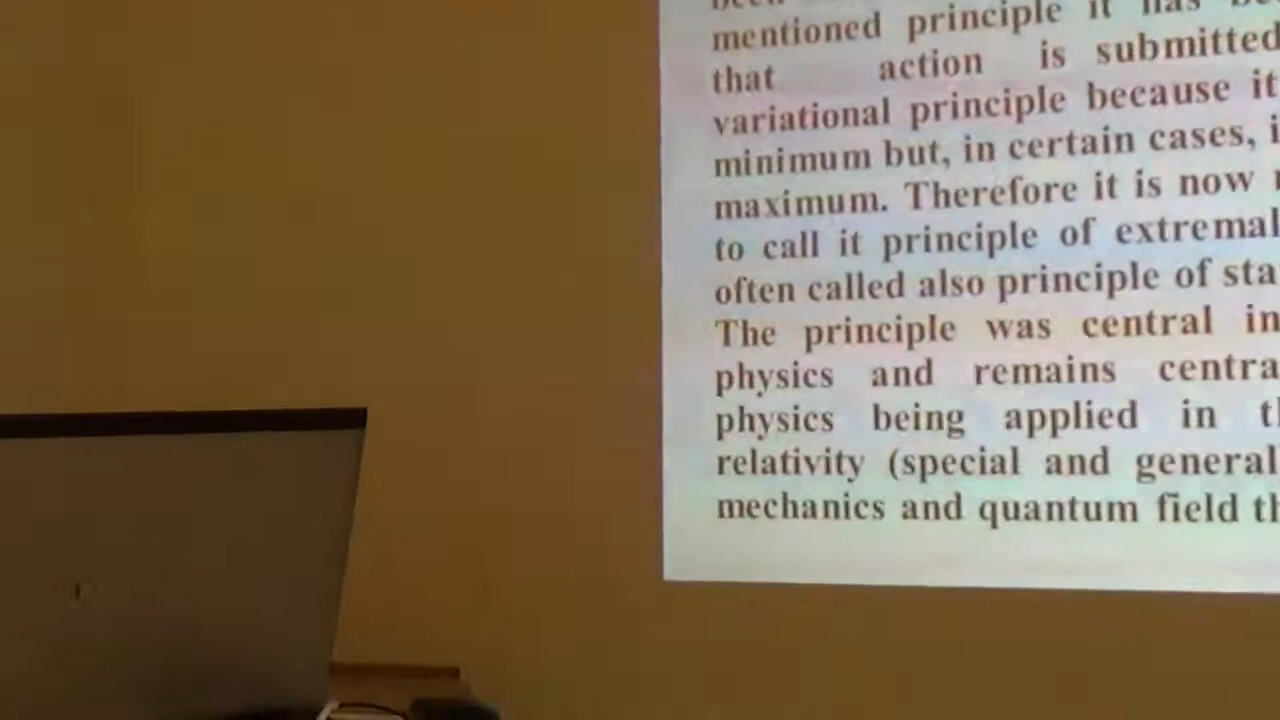 mentioned principle it has
that action is submitted
variational principle because it
minimum but, in certain cases,
maximum. Therefore it is now
to call it principle of extremal
often called also principle of
The principle was central in
physics and remains
physics being applied in
relativity (special and general
mechanics and quantum field